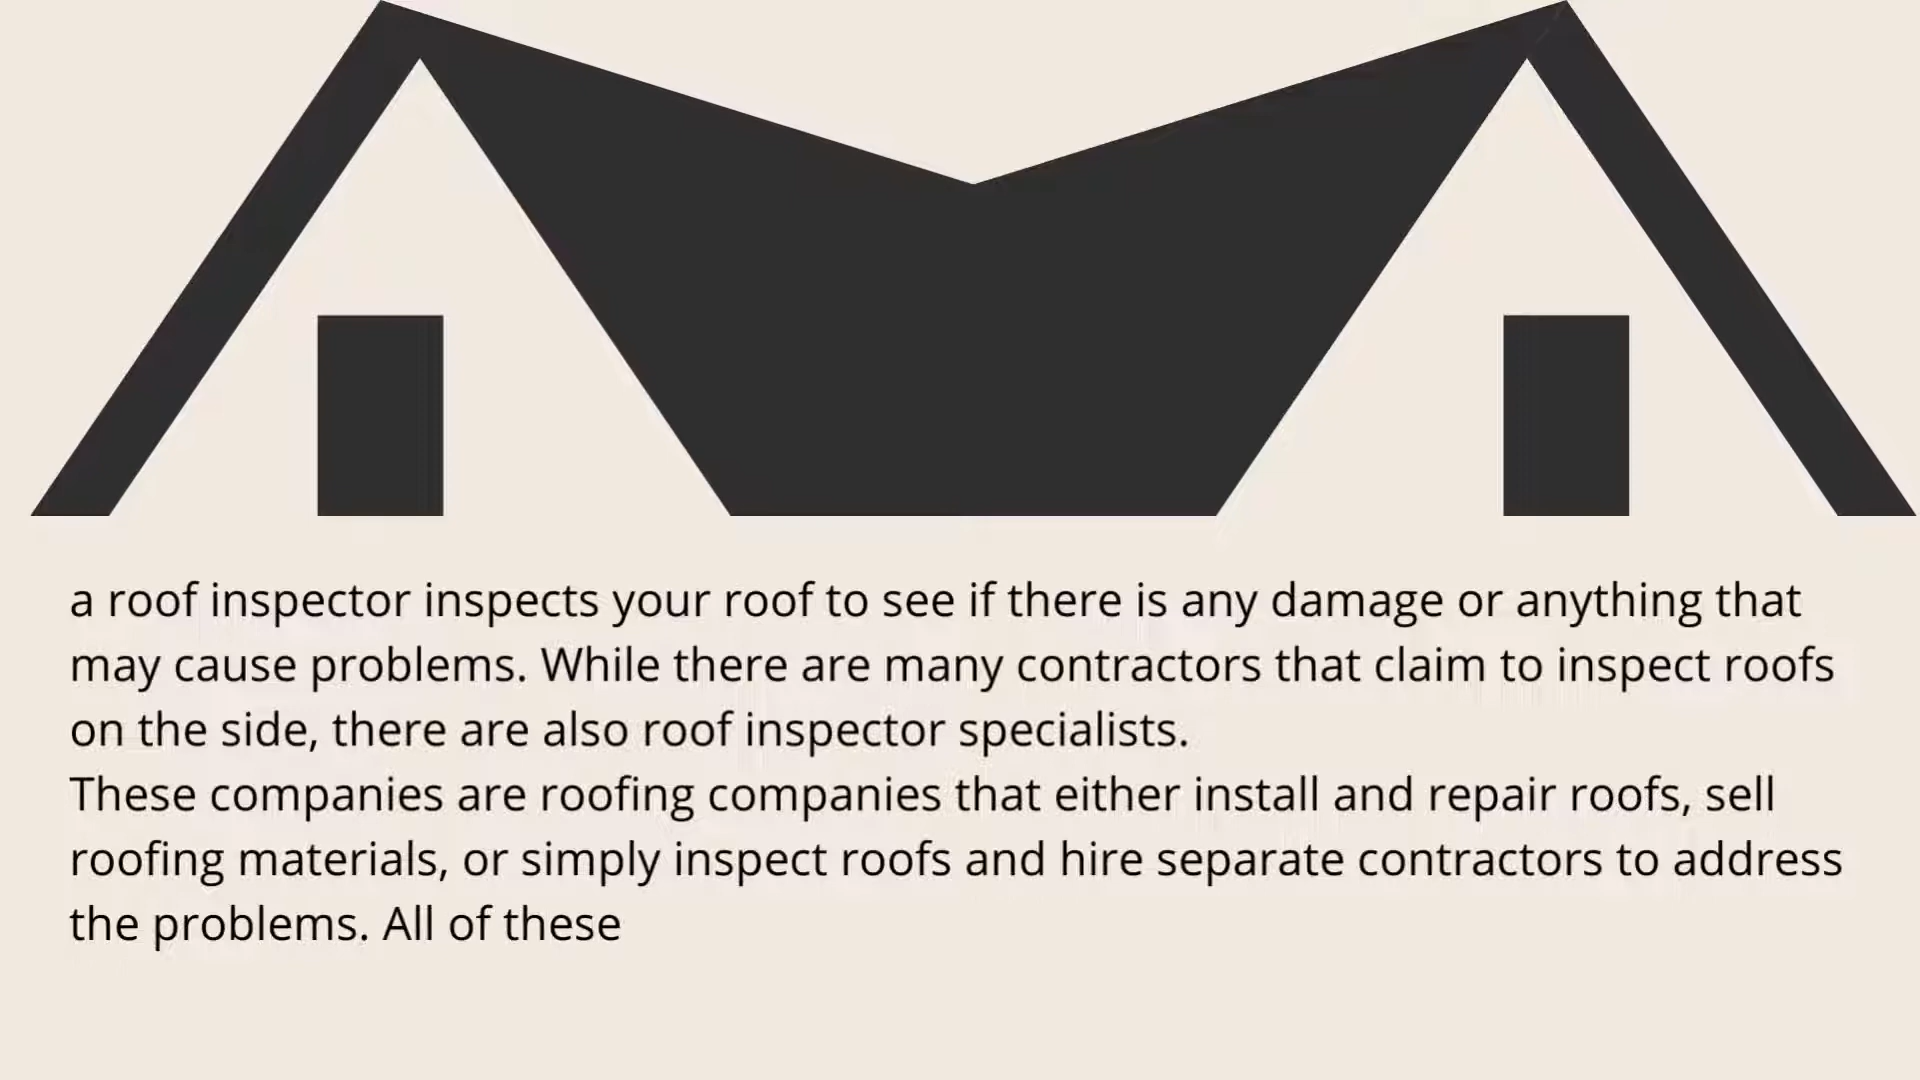 a roof inspector inspects your roof to see if there is any damage or anything that
may cause problems. While there are many contractors that claim to inspect roofs
on the side, there are also roof inspector specialists.
These companies are roofing companies that either install and repair roofs, sell
roofing materials, or simply inspect roofs and hire separate contractors to address
the problems. All of these